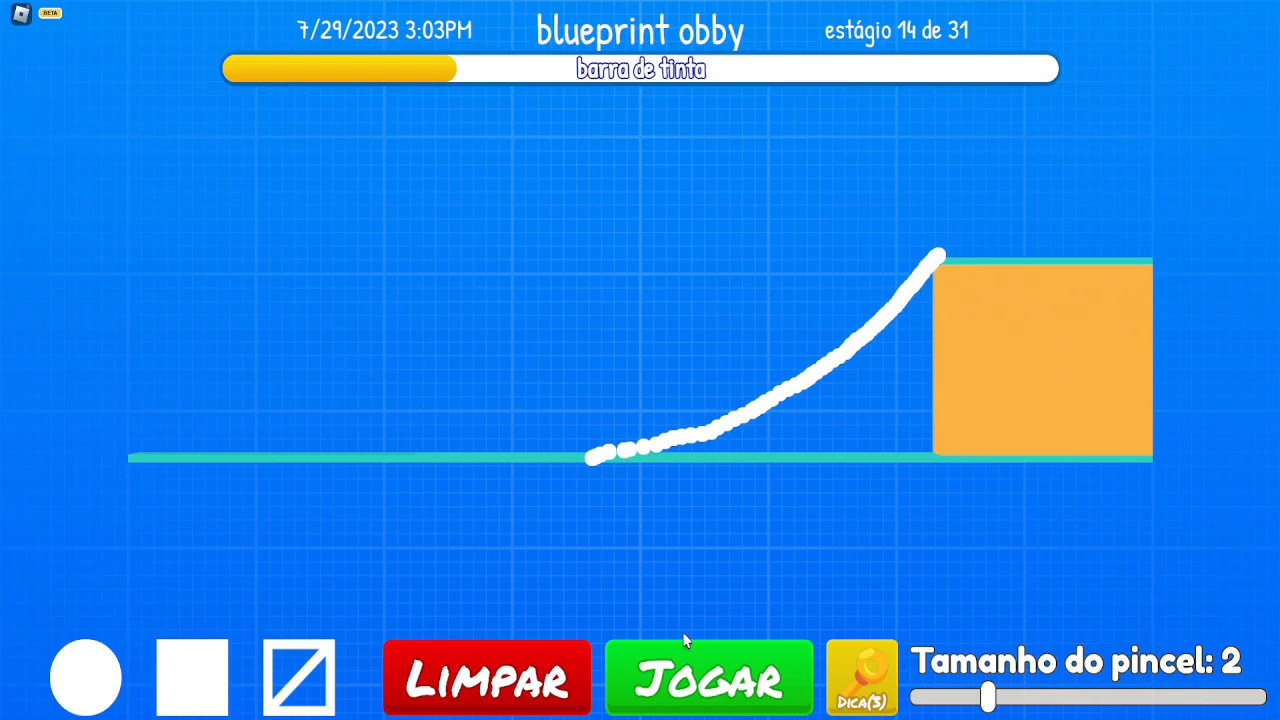 BETA
7/29/2023 3:03PM
blueprint obby
estágio 14 de 31
barra de tinta
LIMPAR
JOGAR
DICA(3)
Tamanho do pincel: 2